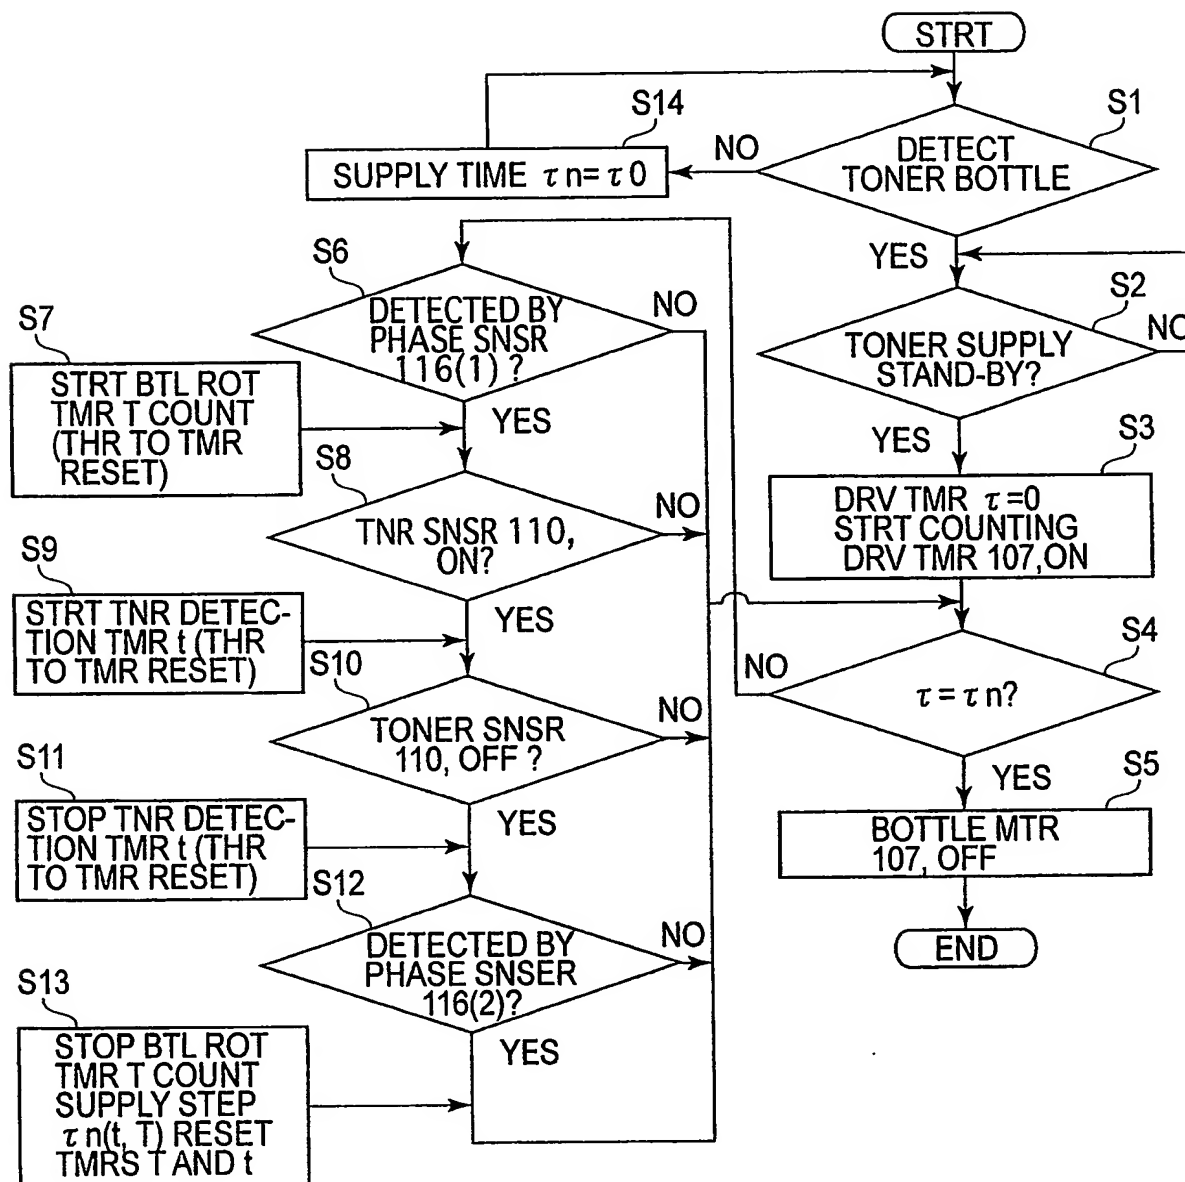 STRT
S1
DETECT
TONER BOTTLE
NO
YES
S14
SUPPLY TIME τn=τ0
S2
TONER SUPPLY
STAND-BY?
NO
YES
S3
DRV TMR τ=0
STRT COUNTING
DRV TMR 107,ON
S4
τ=τn?
NO
YES
S5
BOTTLE MTR
107, OFF
END
S6
DETECTED BY
PHASE SNSR
116(1) ?
NO
YES
S7
STRT BTL ROT
TMR T COUNT
(THR TO TMR
RESET)
S8
TNR SNSR 110,
ON?
NO
YES
S9
STRT TNR DETEC-
TION TMR t (THR
TO TMR RESET)
S10
TONER SNSR
110, OFF ?
NO
YES
S11
STOP TNR DETEC-
TION TMR t (THR
TO TMR RESET)
S12
DETECTED BY
PHASE SNSER
116(2)?
NO
YES
S13
STOP BTL ROT
TMR T COUNT
SUPPLY STEP
τn(t, T) RESET
TMRS T AND t